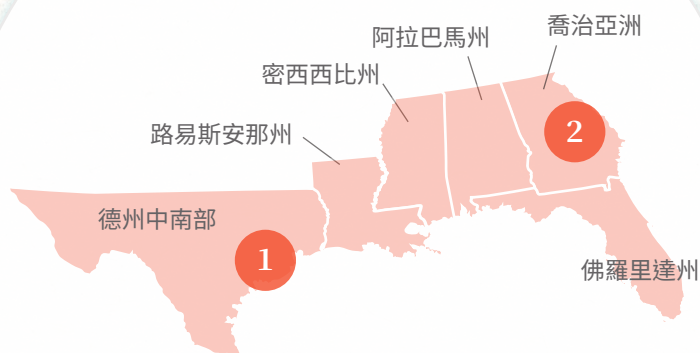 喬治亞洲
阿拉巴馬州
密西西比州
路易斯安那州
2
德州中南部
1
佛羅里達州